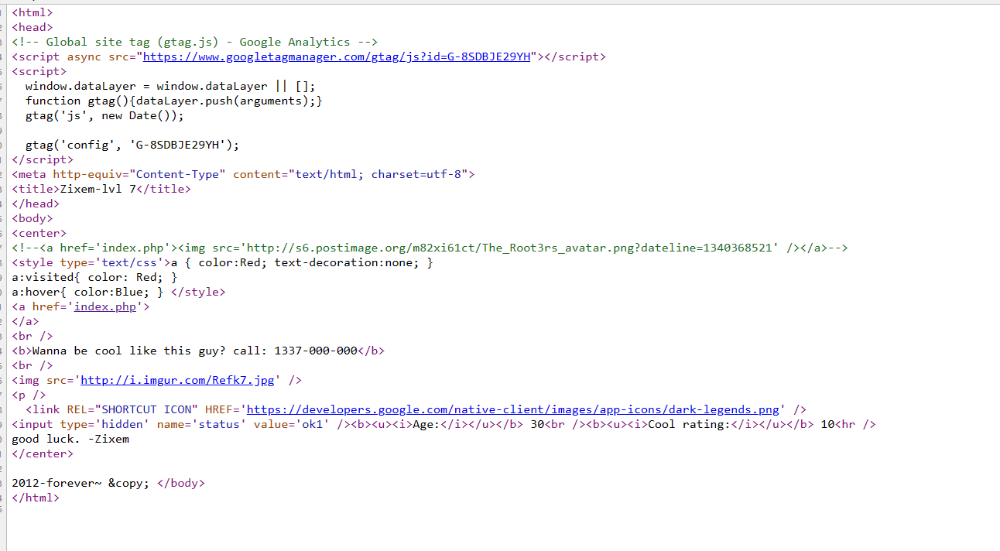 <html>
<head>
<!-- Global site tag (gtag.js) - Google Analytics -->
<script async src="https://www.googletagmanager.com/gtag/js?id=G-8SDBJE29YH"></script>
<script>
  window.dataLayer = window.dataLayer || [];
  function gtag(){dataLayer.push(arguments);}
  gtag('js', new Date());

  gtag('config', 'G-8SDBJE29YH');
</script>
<meta http-equiv="Content-Type" content="text/html; charset=utf-8">
<title>Zixem-lvl 7</title>
</head>
<body>
<center>
<!--<a href='index.php'><img src='http://s6.postimage.org/m82xi61ct/The_Root3rs_avatar.png?dateline=1340368521' /></a>-->
<style type='text/css'>a { color:Red; text-decoration:none; }
a:visited{ color: Red; }
a:hover{ color:Blue; } </style>
<a href='index.php'>
</a>
<br />
<b>Wanna be cool like this guy? call: 1337-000-000</b>
<br />
<img src='http://i.imgur.com/Refk7.jpg' />
<p />
  <link REL="SHORTCUT ICON" HREF='https://developers.google.com/native-client/images/app-icons/dark-legends.png' />
<input type='hidden' name='status' value='ok1' /><b><u><i>Age:</i></u></b> 30<br /><b><u><i>Cool rating:</i></u></b> 10<hr />
good luck. -Zixem
</center>

2012-forever~ &copy; </body>
</html>